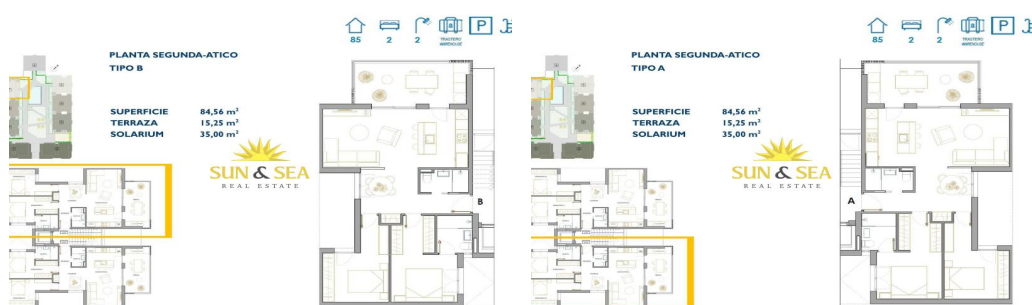 85 2 2 TRASTERO P
WAREHOUSE
PLANTA SEGUNDA-ATICO
TIPO B
SUPERFICIE 84,56 m²
TERRAZA 15,25 m²
SOLARIUM 35,00 m²
SUN & SEA
REAL ESTATE
B
85 2 2 TRASTERO P
WAREHOUSE
PLANTA SEGUNDA-ATICO
TIPO A
SUPERFICIE 84,56 m²
TERRAZA 15,25 m²
SOLARIUM 35,00 m²
SUN & SEA
REAL ESTATE
A